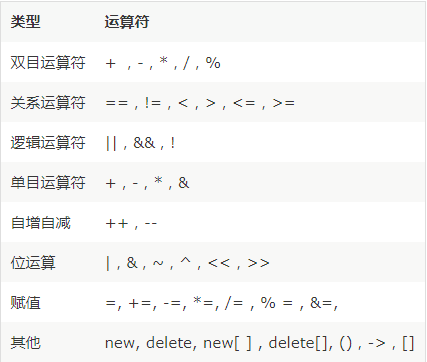 类型 运算符
双目运算符 + , - , * , / , %
关系运算符 == , != , < , > , <= , >=
逻辑运算符 || , && , !
单目运算符 + , - , * , &
自增自减 ++ , --
位运算 | , & , ~ , ^ , << , >>
赋值 =, +=, -=, *=, /= , % = , &=,
其他 new, delete, new[ ] , delete[], () , -> , []